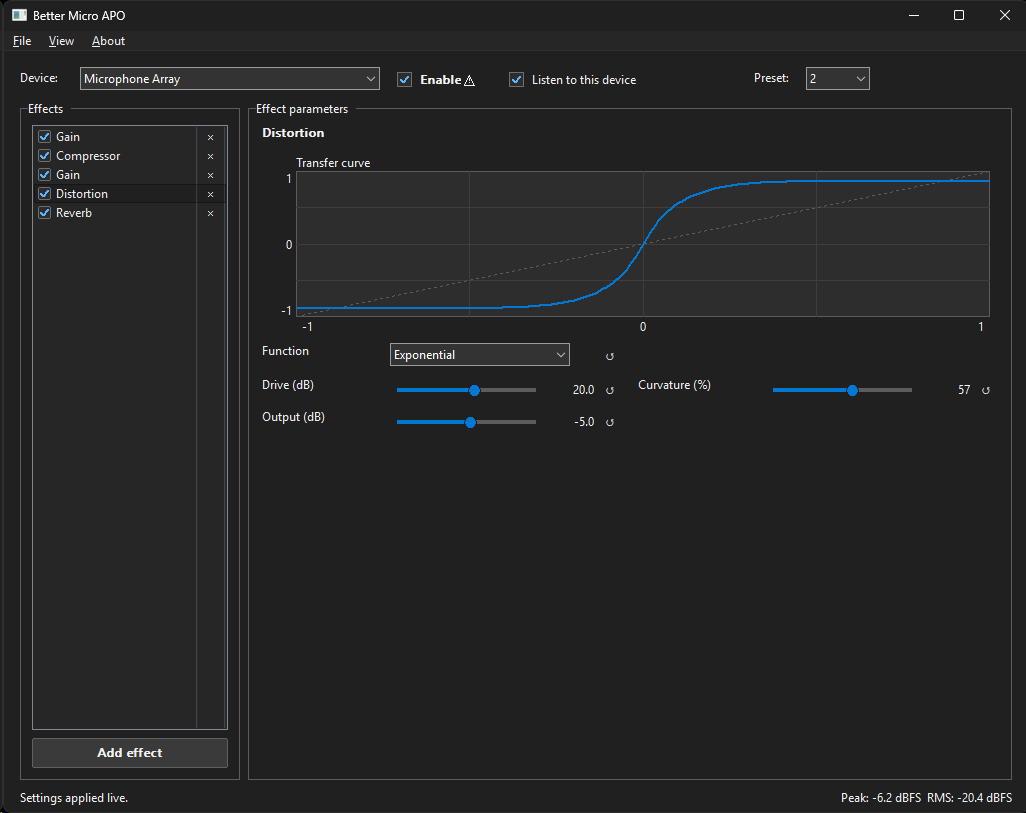 Better Micro APO
File View About
Device: Microphone Array Enable Listen to this device Preset: 2
Effects
Gain ×
Compressor ×
Gain ×
Distortion ×
Reverb ×
Add effect
Effect parameters
Distortion
Transfer curve
1
0
-1
-1 0 1
Function Exponential
Drive (dB) 20.0 Curvature (%) 57
Output (dB) -5.0
Settings applied live. Peak: -6.2 dBFS RMS: -20.4 dBFS